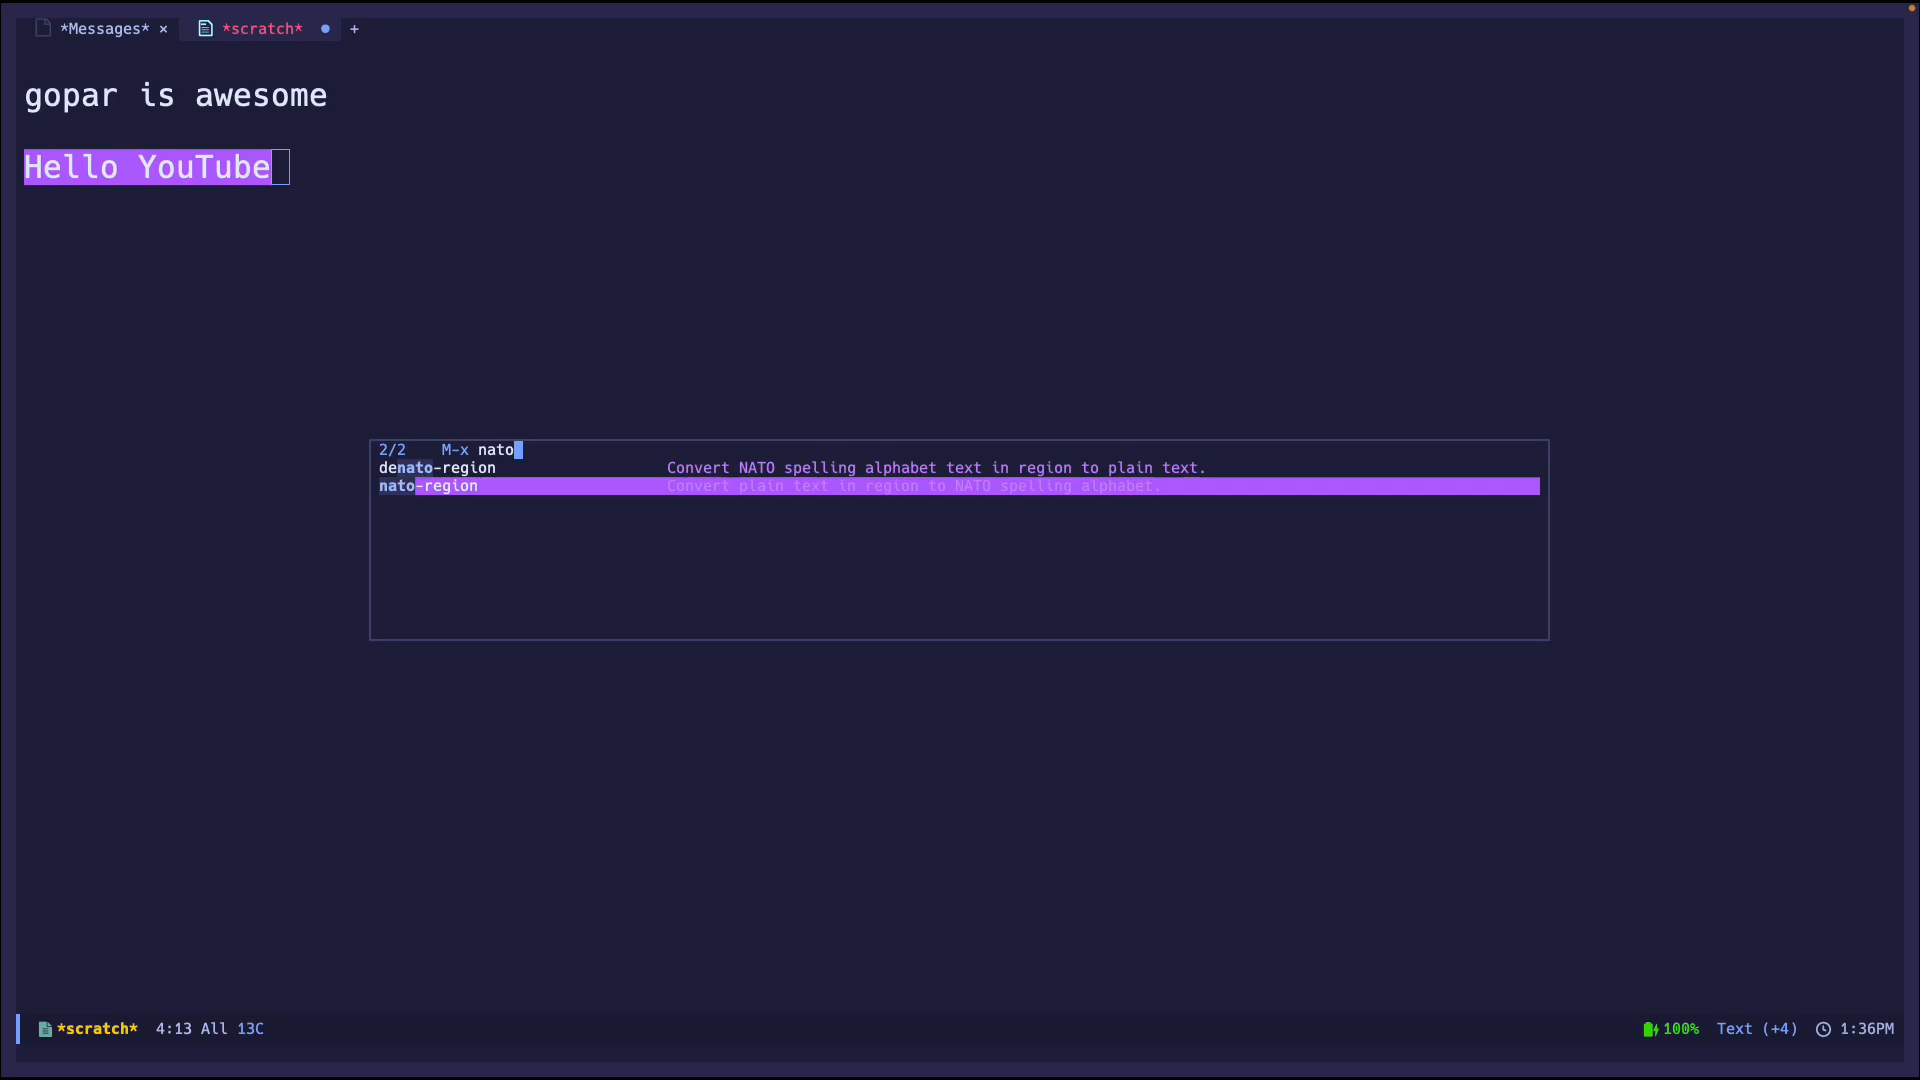 *Messages* × *scratch* +
gopar is awesome
Hello YouTube
2/2 M-x nato
denato-region Convert NATO spelling alphabet text in region to plain text.
nato-region Convert plain text in region to NATO spelling alphabet.
*scratch* 4:13 All 13C 100% Text (+4) 1:36PM